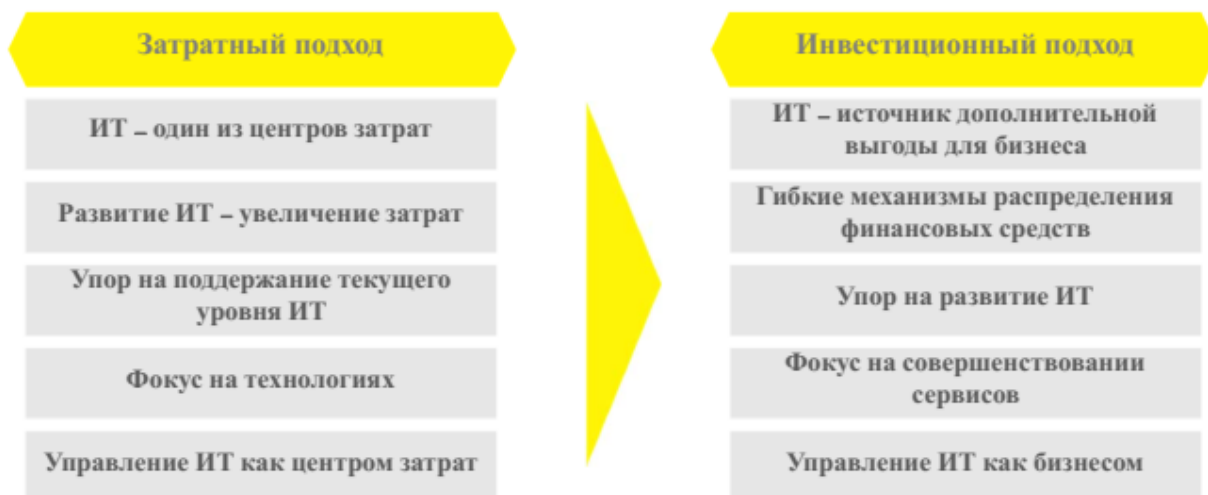 Затратный подход
ИТ – один из центров затрат
Развитие ИТ – увеличение затрат
Упор на поддержание текущего
уровня ИТ
Фокус на технологиях
Управление ИТ как центром затрат
Инвестиционный подход
ИТ – источник дополнительной
выгоды для бизнеса
Гибкие механизмы распределения
финансовых средств
Упор на развитие ИТ
Фокус на совершенствовании
сервисов
Управление ИТ как бизнесом